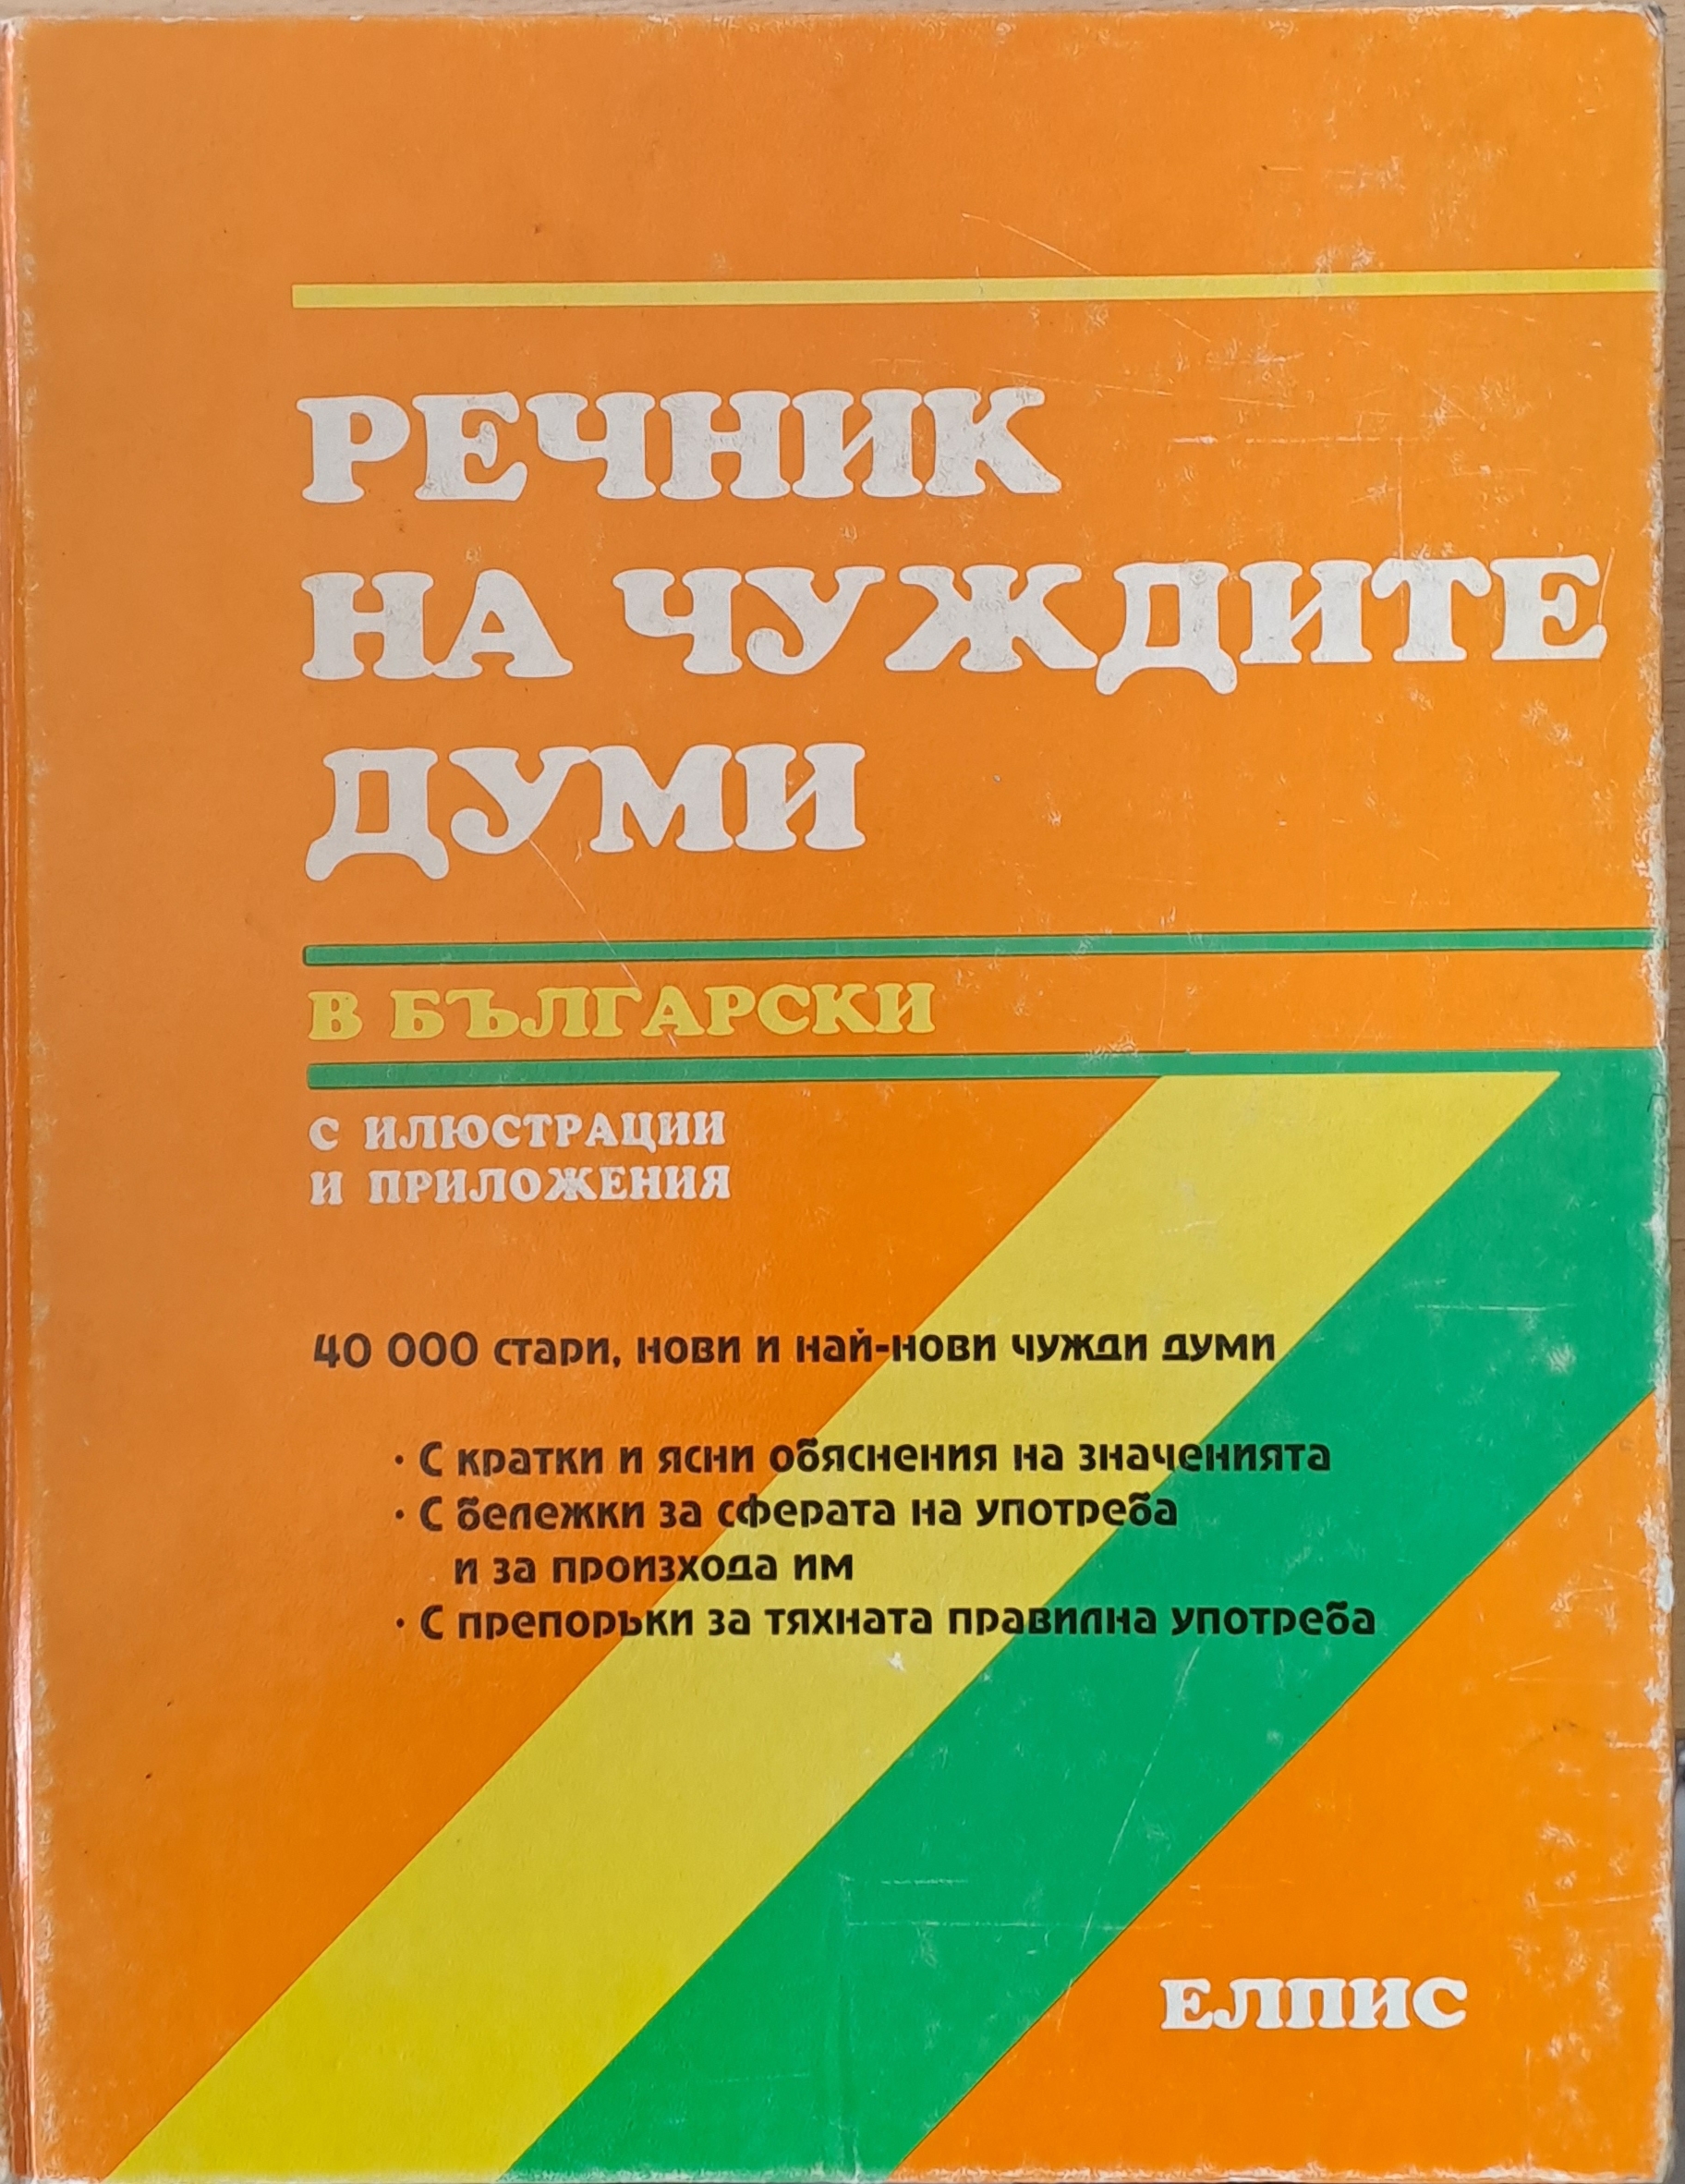 РЕЧНИК
НА ЧУЖДИТЕ
ДУМИ
В БЪЛГАРСКИ
С ИЛЮСТРАЦИИ
И ПРИЛОЖЕНИЯ
40 000 стари, нови и най-нови чужди думи
· С кратки и ясни обяснения на значенията
· С бележки за сферата на употреба
и за произхода им
· С препоръки за тяхната правилна употреба
ЕЛПИС